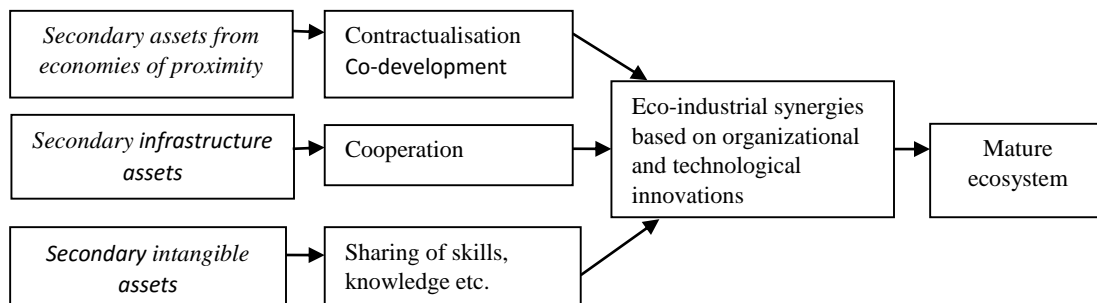 Secondary assets from
economies of proximity
Contractualisation
Co-development
Secondary infrastructure
assets
Cooperation
Secondary intangible
assets
Sharing of skills,
knowledge etc.
Eco-industrial synergies
based on organizational
and technological
innovations
Mature
ecosystem